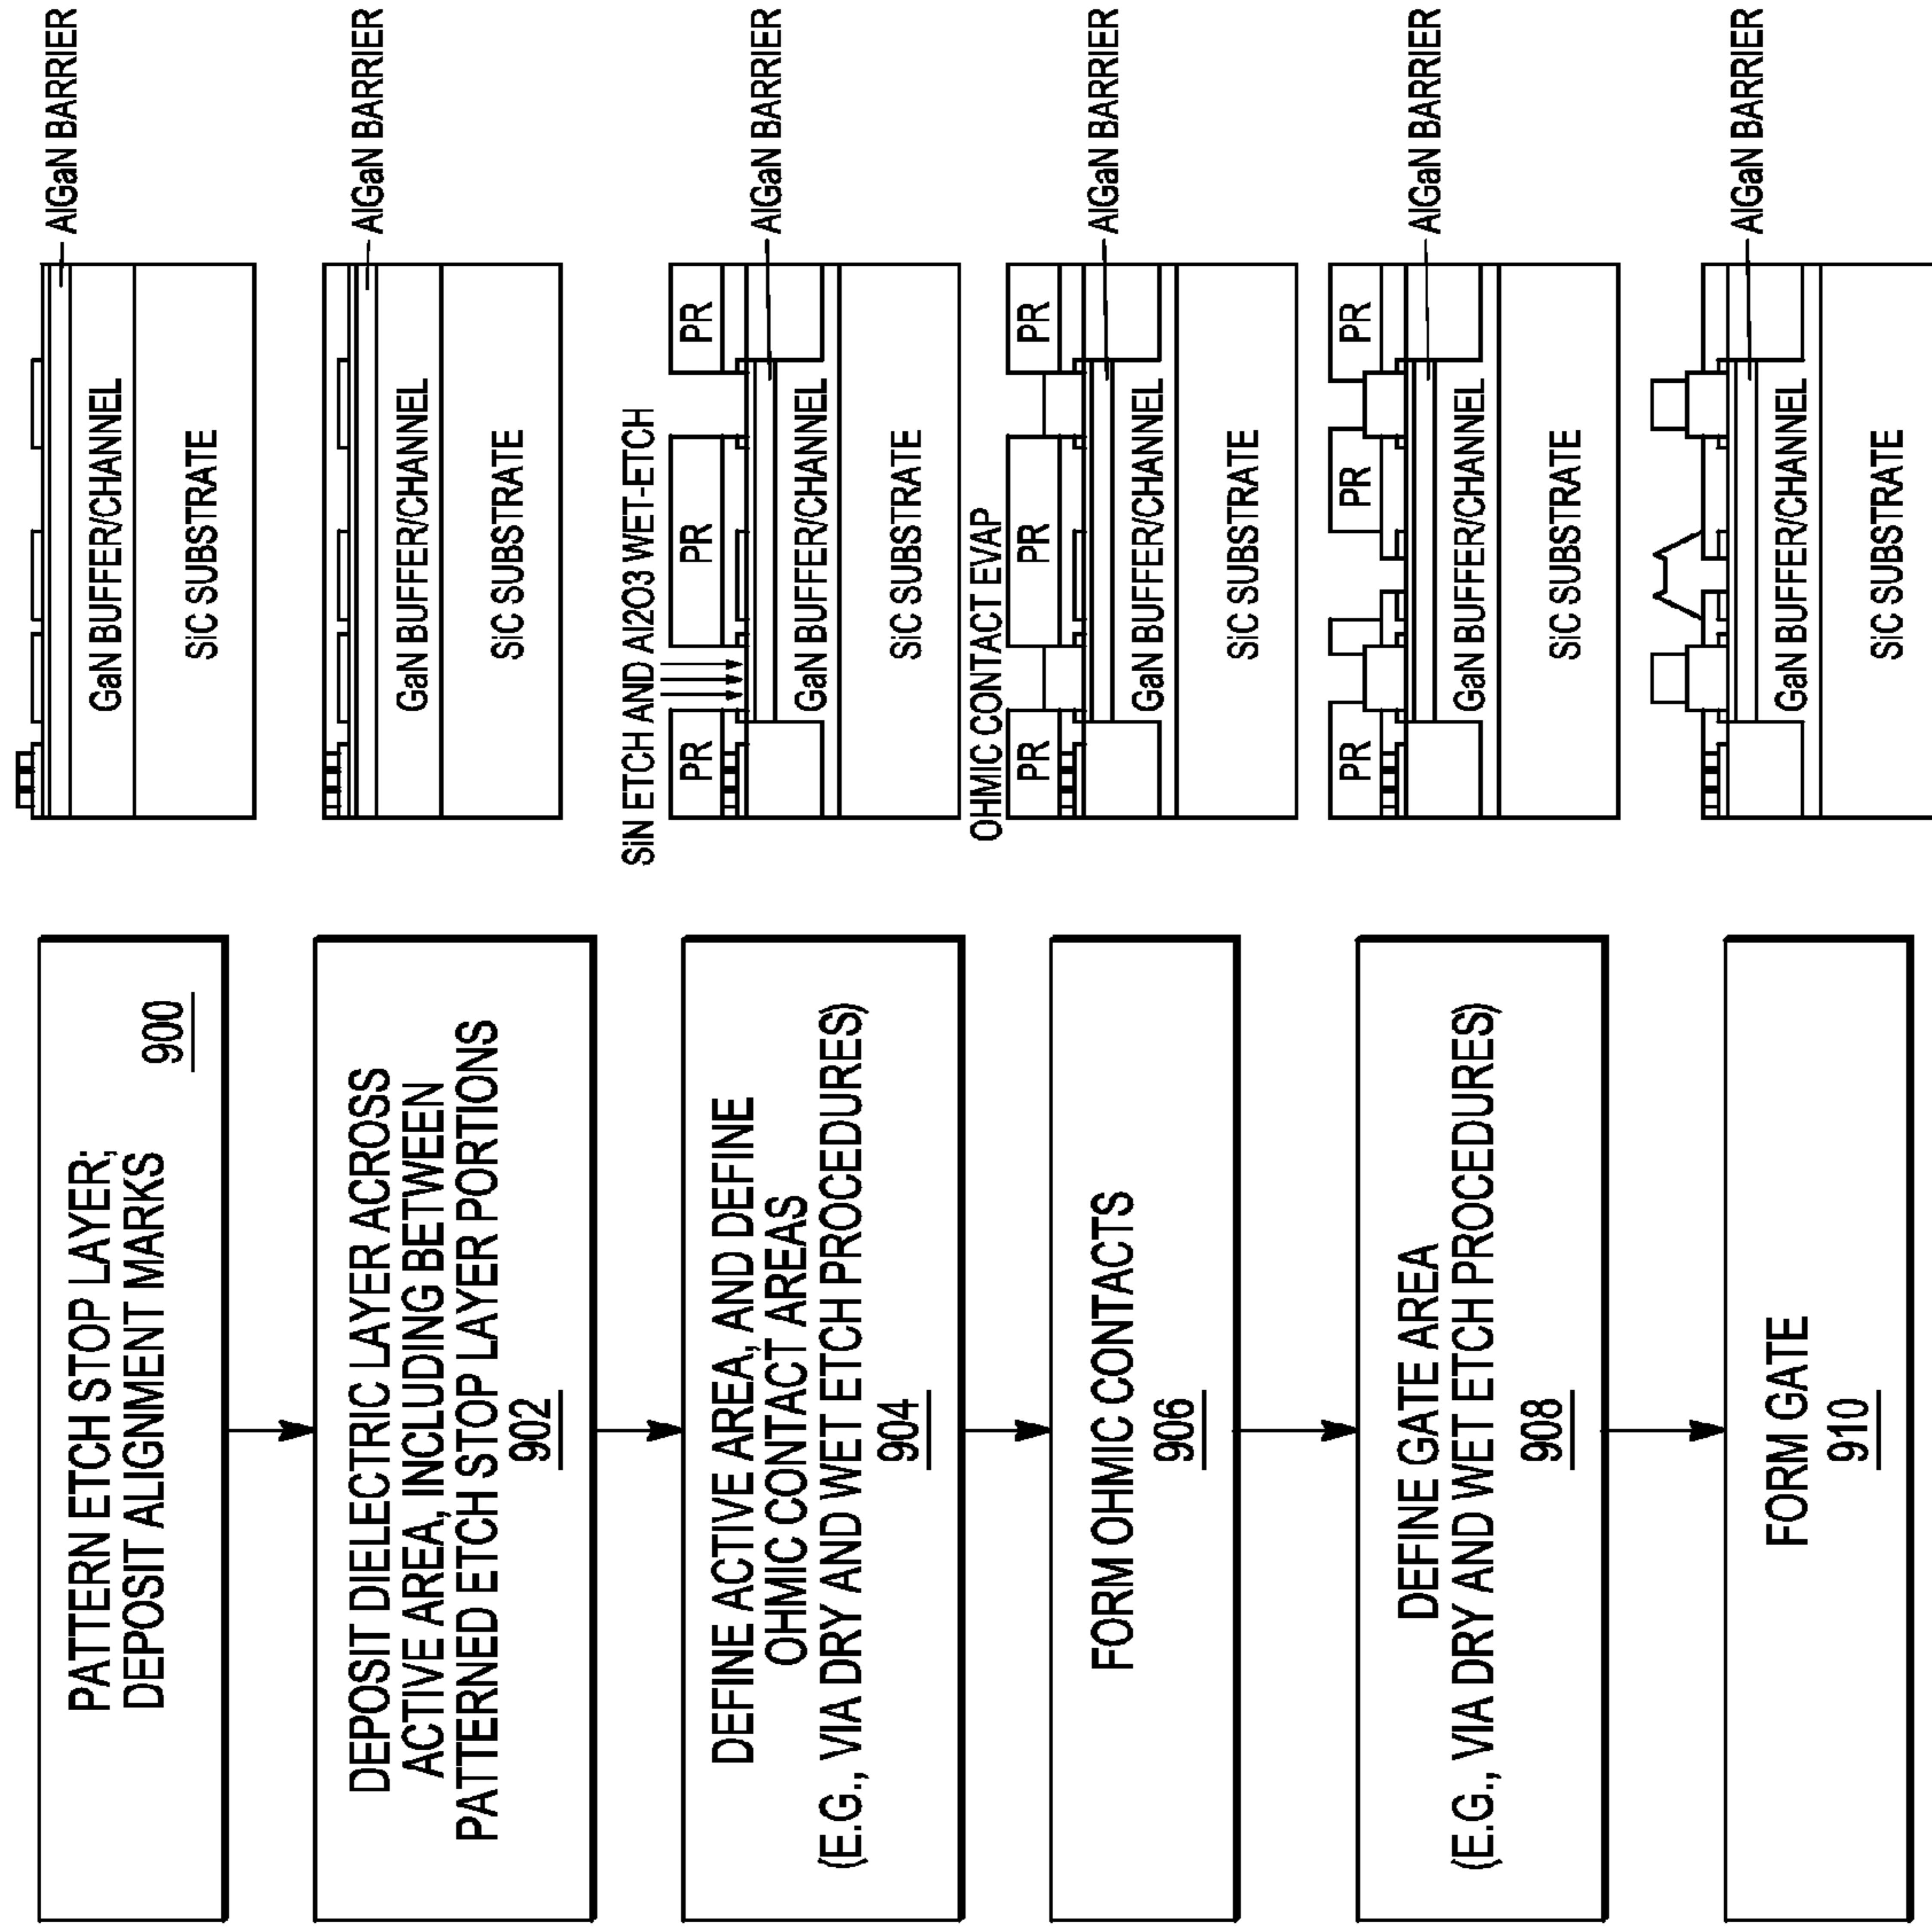 PATTERN ETCH STOP LAYER;
DEPOSIT ALIGNMENT MARKS
900
DEPOSIT DIELECTRIC LAYER ACROSS
ACTIVE AREA, INCLUDING BETWEEN
PATTERNED ETCH STOP LAYER PORTIONS
902
DEFINE ACTIVE AREA, AND DEFINE
OHMIC CONTACT AREAS
(E.G., VIA DRY AND WET ETCH PROCEDURES)
904
FORM OHMIC CONTACTS
906
DEFINE GATE AREA
(E.G., VIA DRY AND WET ETCH PROCEDURES)
908
FORM GATE
910
AlGaN BARRIER
GaN BUFFER/CHANNEL
SiC SUBSTRATE
AlGaN BARRIER
GaN BUFFER/CHANNEL
SiC SUBSTRATE
SiN ETCH AND Al2O3 WET-ETCH
PR PR PR
AlGaN BARRIER
GaN BUFFER/CHANNEL
SiC SUBSTRATE
OHMIC CONTACT EVAP
PR PR PR
AlGaN BARRIER
GaN BUFFER/CHANNEL
SiC SUBSTRATE
PR PR PR
AlGaN BARRIER
GaN BUFFER/CHANNEL
SiC SUBSTRATE
AlGaN BARRIER
GaN BUFFER/CHANNEL
SiC SUBSTRATE